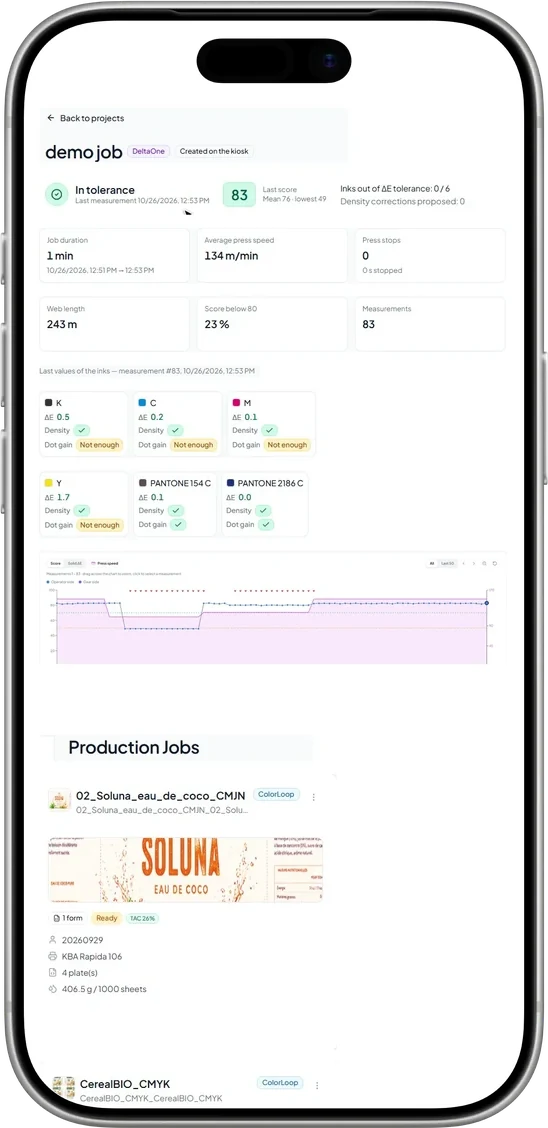 Back to projects
demo job DeltaOne Created on the kiosk
In tolerance
Last measurement 10/26/2026, 12:53 PM
83
Last score
Mean 76 · lowest 49
Inks out of ΔE tolerance: 0 / 6
Density corrections proposed: 0
Job duration
1 min
10/26/2026, 12:51 PM → 12:53 PM
Average press speed
134 m/min
Press stops
0
0 s stopped
Web length
243 m
Score below 80
23 %
Measurements
83
Last values of the inks — measurement #83, 10/26/2026, 12:53 PM
K
ΔE 0.5
Density
Dot gain Not enough
C
ΔE 0.2
Density
Dot gain Not enough
M
ΔE 0.1
Density
Dot gain Not enough
Y
ΔE 1.7
Density
Dot gain Not enough
PANTONE 154 C
ΔE 0.1
Density
Dot gain
PANTONE 2186 C
ΔE 0.0
Density
Dot gain
Score
Press speed
All Last 50
Production Jobs
02_Soluna_eau_de_coco_CMJN ColorLoop
02_Soluna_eau_de_coco_CMJN_02_Solu...
SOLUNA
EAU DE COCO
1 form Ready TAC 26%
20260929
KBA Rapida 106
4 plate(s)
406.5 g / 1000 sheets
CerealBIO_CMYK ColorLoop
CerealBIO_CMYK_CerealBIO_CMYK